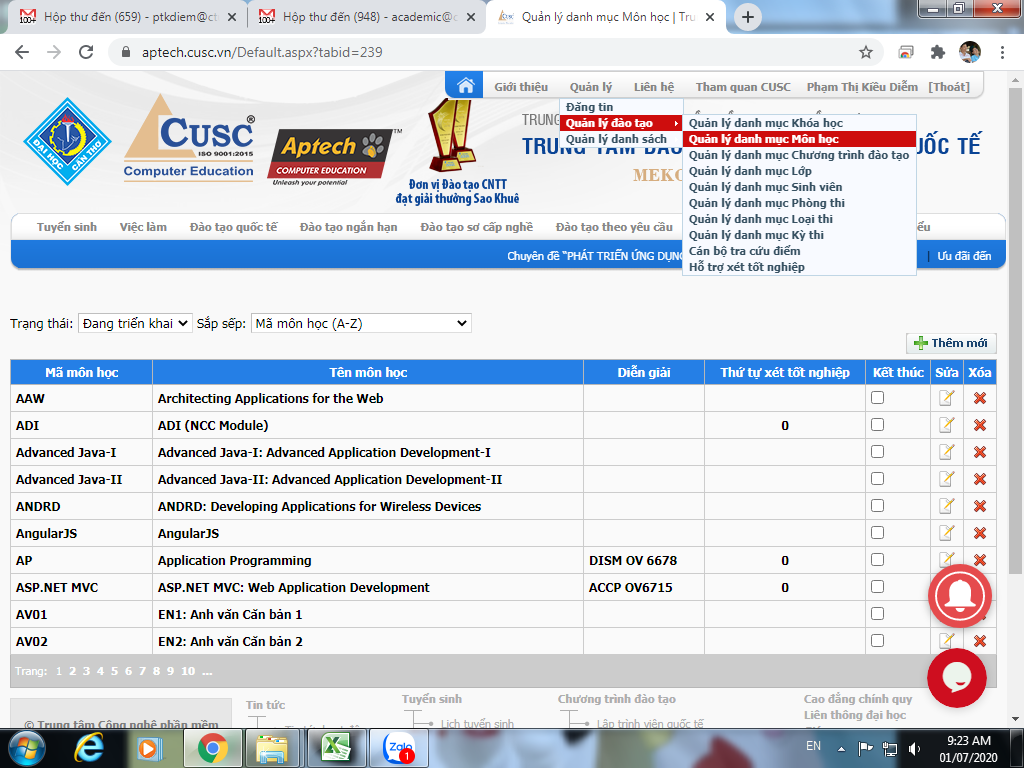 Hộp thư đến (659) - ptkdiem@ct
Hộp thư đến (948) - academic@c
Quản lý danh mục Môn học | Tru
aptech.cusc.vn/Default.aspx?tabid=239
Giới thiệu Quản lý Liên hệ Tham quan CUSC Phạm Thị Kiều Diễm [Thoát]
Đăng tin
Quản lý đào tạo
Quản lý danh sách
Quản lý danh mục Khóa học
Quản lý danh mục Môn học
Quản lý danh mục Chương trình đào tạo
Quản lý danh mục Lớp
Quản lý danh mục Sinh viên
Quản lý danh mục Phòng thi
Quản lý danh mục Loại thi
Quản lý danh mục Kỳ thi
Cán bộ tra cứu điểm
Hỗ trợ xét tốt nghiệp
ĐẠI HỌC CẦN THƠ
CUSC®
ISO 9001:2015
Computer Education
Aptech™
COMPUTER EDUCATION
Unleash your potential
Đơn vị Đào tạo CNTT
đạt giải thưởng Sao Khuê
TRUNG
TRUNG TÂM ĐÀO
UỐC TẾ
MEKO
Tuyển sinh Việc làm Đào tạo quốc tế Đào tạo ngắn hạn Đào tạo sơ cấp nghề Đào tạo theo yêu cầu
Chuyên đề “PHÁT TRIỂN ỨNG DỤNG | Ưu đãi đến
Trạng thái: Đang triển khai Sắp sếp: Mã môn học (A-Z)
Thêm mới
Mã môn học Tên môn học Diễn giải Thứ tự xét tốt nghiệp Kết thúc Sửa Xóa
AAW Architecting Applications for the Web
ADI ADI (NCC Module) 0
Advanced Java-I Advanced Java-I: Advanced Application Development-I
Advanced Java-II Advanced Java-II: Advanced Application Development-II
ANDRD ANDRD: Developing Applications for Wireless Devices
AngularJS AngularJS
AP Application Programming DISM OV 6678 0
ASP.NET MVC ASP.NET MVC: Web Application Development ACCP OV6715 0
AV01 EN1: Anh văn Căn bản 1
AV02 EN2: Anh văn Căn bản 2
Trang: 1 2 3 4 5 6 7 8 9 10 ...
© Trung tâm Công nghệ phần mềm
Tin tức
Tuyển sinh
Lịch tuyển sinh
Chương trình đào tạo
Lập trình viên quốc tế
Cao đẳng chính quy
Liên thông đại học
Zalo
1
EN
9:23 AM
01/07/2020